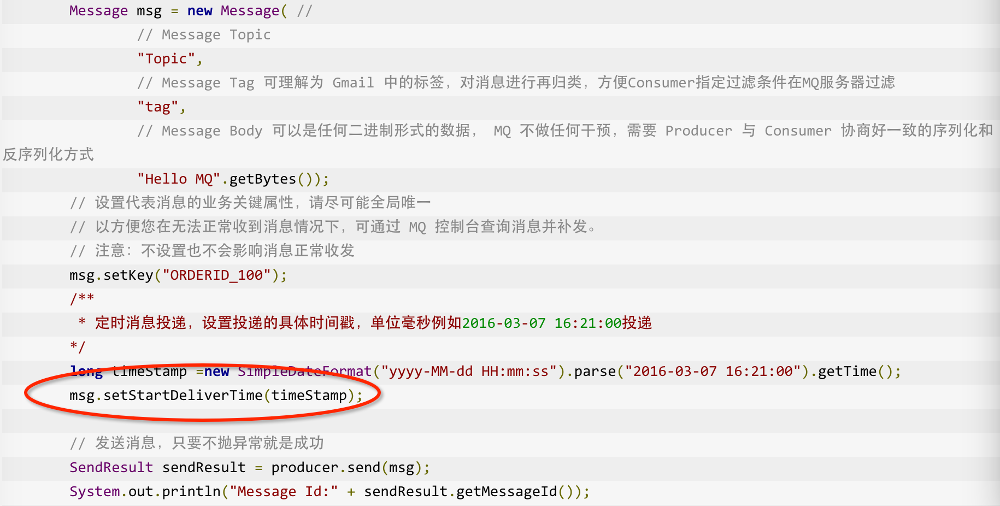 Message msg = new Message( //
// Message Topic
"Topic",
// Message Tag 可理解为 Gmail 中的标签，对消息进行再归类，方便Consumer指定过滤条件在MQ服务器过滤
"tag",
// Message Body 可以是任何二进制形式的数据， MQ 不做任何干预，需要 Producer 与 Consumer 协商好一致的序列化和
反序列化方式
"Hello MQ".getBytes());
// 设置代表消息的业务关键属性，请尽可能全局唯一
// 以方便您在无法正常收到消息情况下，可通过 MQ 控制台查询消息并补发。
// 注意：不设置也不会影响消息正常收发
msg.setKey("ORDERID_100");
/**
* 定时消息投递，设置投递的具体时间戳，单位毫秒例如2016-03-07 16:21:00投递
*/
long timeStamp =new SimpleDateFormat("yyyy-MM-dd HH:mm:ss").parse("2016-03-07 16:21:00").getTime();
msg.setStartDeliverTime(timeStamp);
// 发送消息，只要不抛异常就是成功
SendResult sendResult = producer.send(msg);
System.out.println("Message Id:" + sendResult.getMessageId());